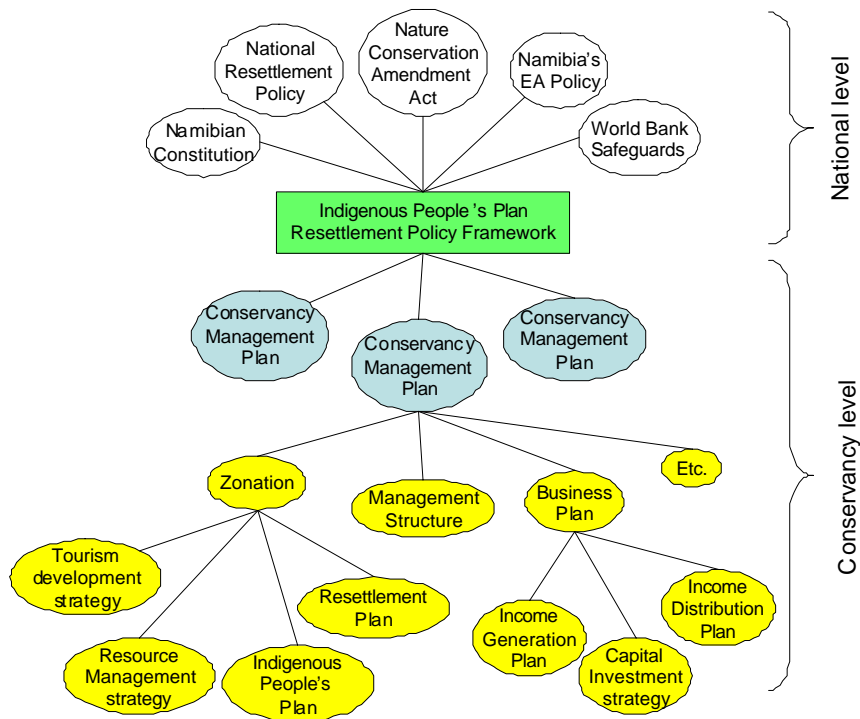 National
Resettlement
Policy
Nature
Conservation
Amendment
Act
Namibia's
EA Policy
Namibian
Constitution
World Bank
Safeguards
National level
Indigenous People's Plan
Resettlement Policy Framework
Conservancy
Management
Plan
Conservancy
Management
Plan
Conservancy
Management
Plan
Conservancy level
Zonation
Management
Structure
Business
Plan
Etc.
Tourism
development
strategy
Resource
Management
strategy
Indigenous
People's
Plan
Resettlement
Plan
Income
Generation
Plan
Capital
Investment
strategy
Income
Distribution
Plan